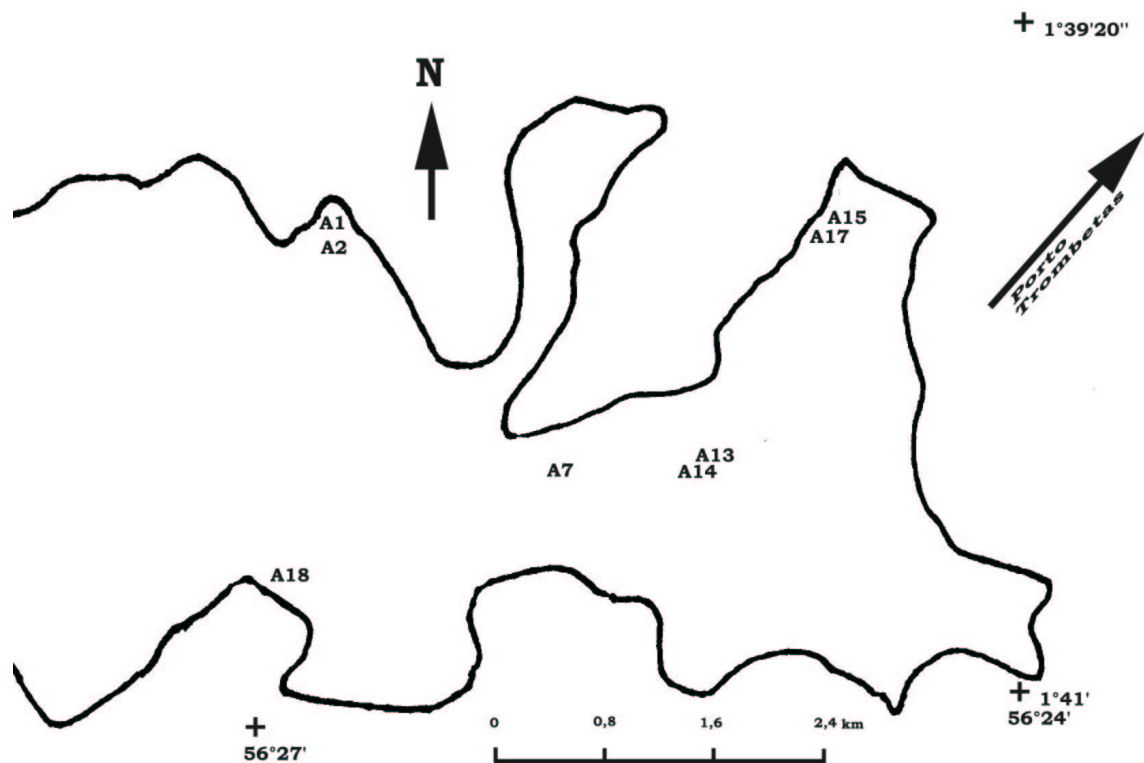 1°39'20"
N
Porto
Trombetas
A1
A2
A15
A17
A13
A14
A7
A18
1°41'
56°24'
56°27'
0 0,8 1,6 2,4 km